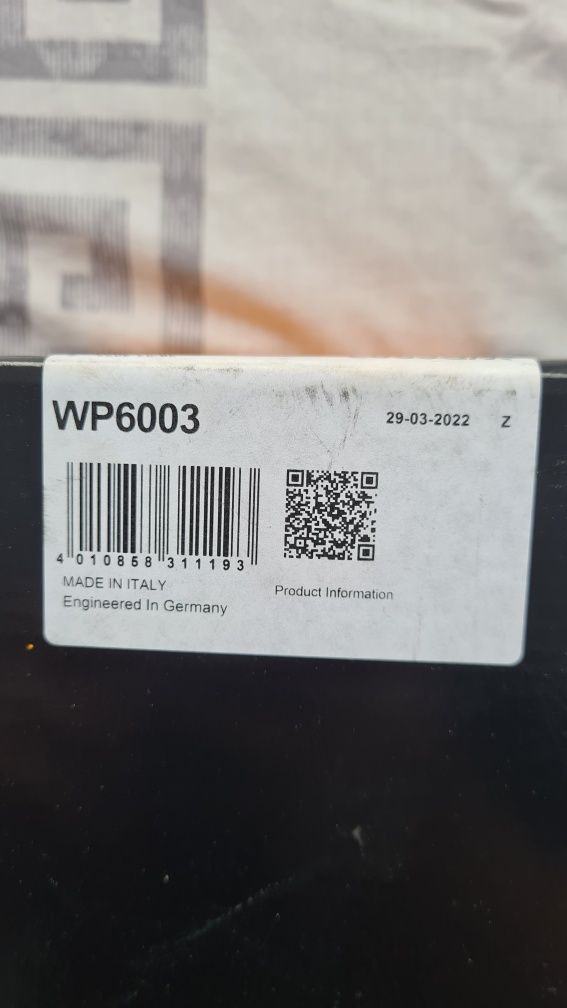 WP6003
29-03-2022 Z
4 010858 311193
MADE IN ITALY
Engineered In Germany
Product Information